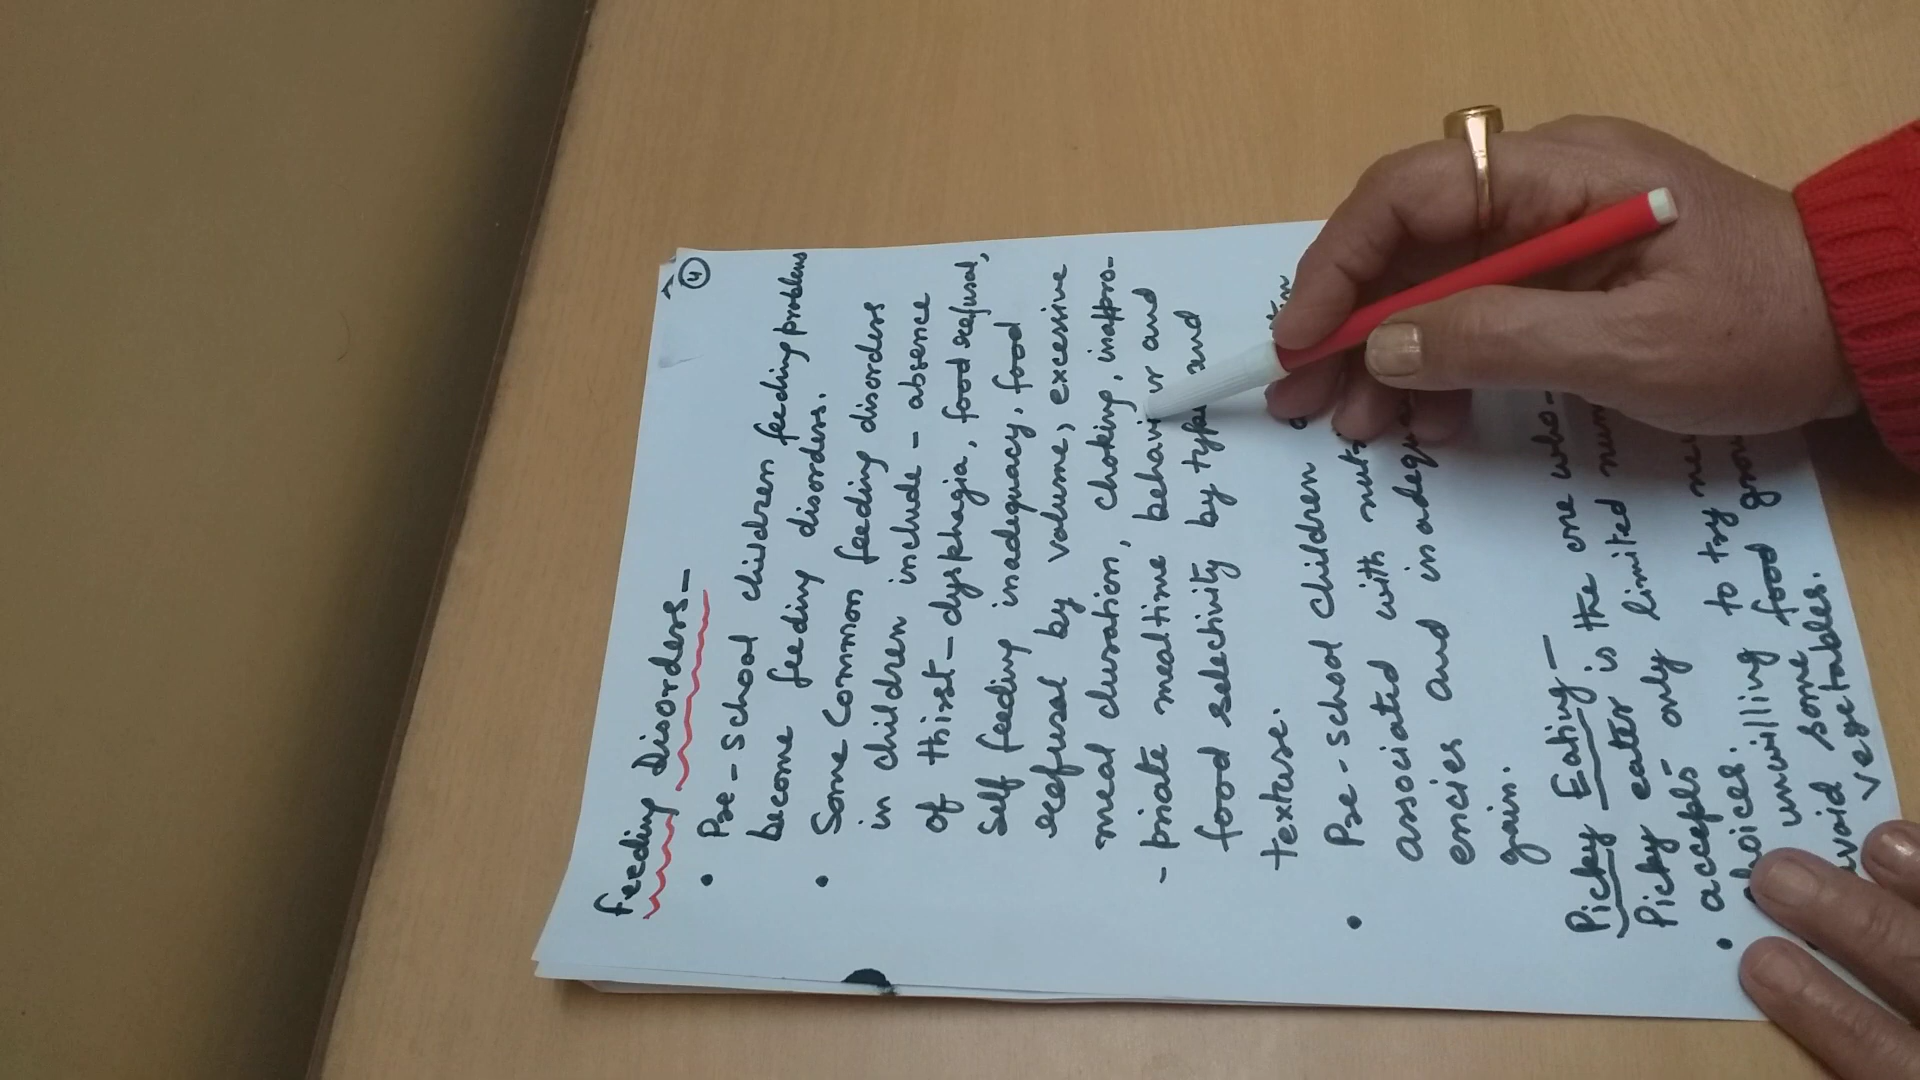 4
Feeding Disorders-
• Pre-school children feeding problems
become feeding disorders.
• Some Common feeding disorders
in children include - absence
of thirst - dysphagia, food refusal,
Self feeding inadequacy, food
refusal by volume, excessive
meal duration, choking, inappro-
- priate mealtime behaviour and
food selectivity by type and
texture.
• Pre-school children
associated with
encies and
gain.
Picky Eating-
Picky eater is the one who-
• accepts only limited
choices.
unwilling to try
avoid some food
vegetables.